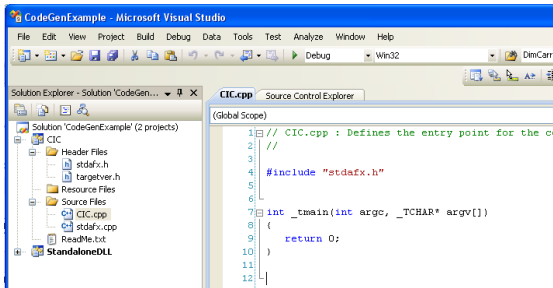 CodeGenExample - Microsoft Visual Studio
File Edit View Project Build Debug Data Tools Test Analyze Window Help
Debug Win32 DimCarr
Solution Explorer - Solution 'CodeGen...
CIC.cpp Source Control Explorer
(Global Scope)
Solution 'CodeGenExample' (2 projects)
CIC
Header Files
stdafx.h
targetver.h
Resource Files
Source Files
CIC.cpp
stdafx.cpp
ReadMe.txt
StandaloneDLL
1 // CIC.cpp : Defines the entry point for the co
2 //
3
4 #include "stdafx.h"
5
6
7 int _tmain(int argc, _TCHAR* argv[])
8 {
9 return 0;
10 }
11
12